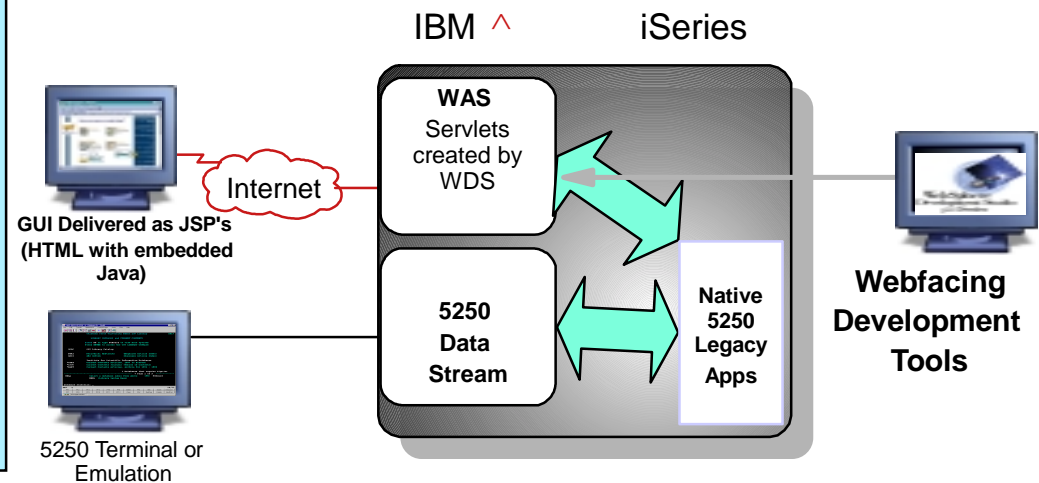 IBM ^ iSeries
WAS
Servlets
created by
WDS
Internet
GUI Delivered as JSP's
(HTML with embedded
Java)
5250
Data
Stream
Native
5250
Legacy
Apps
Webfacing
Development
Tools
5250 Terminal or
Emulation